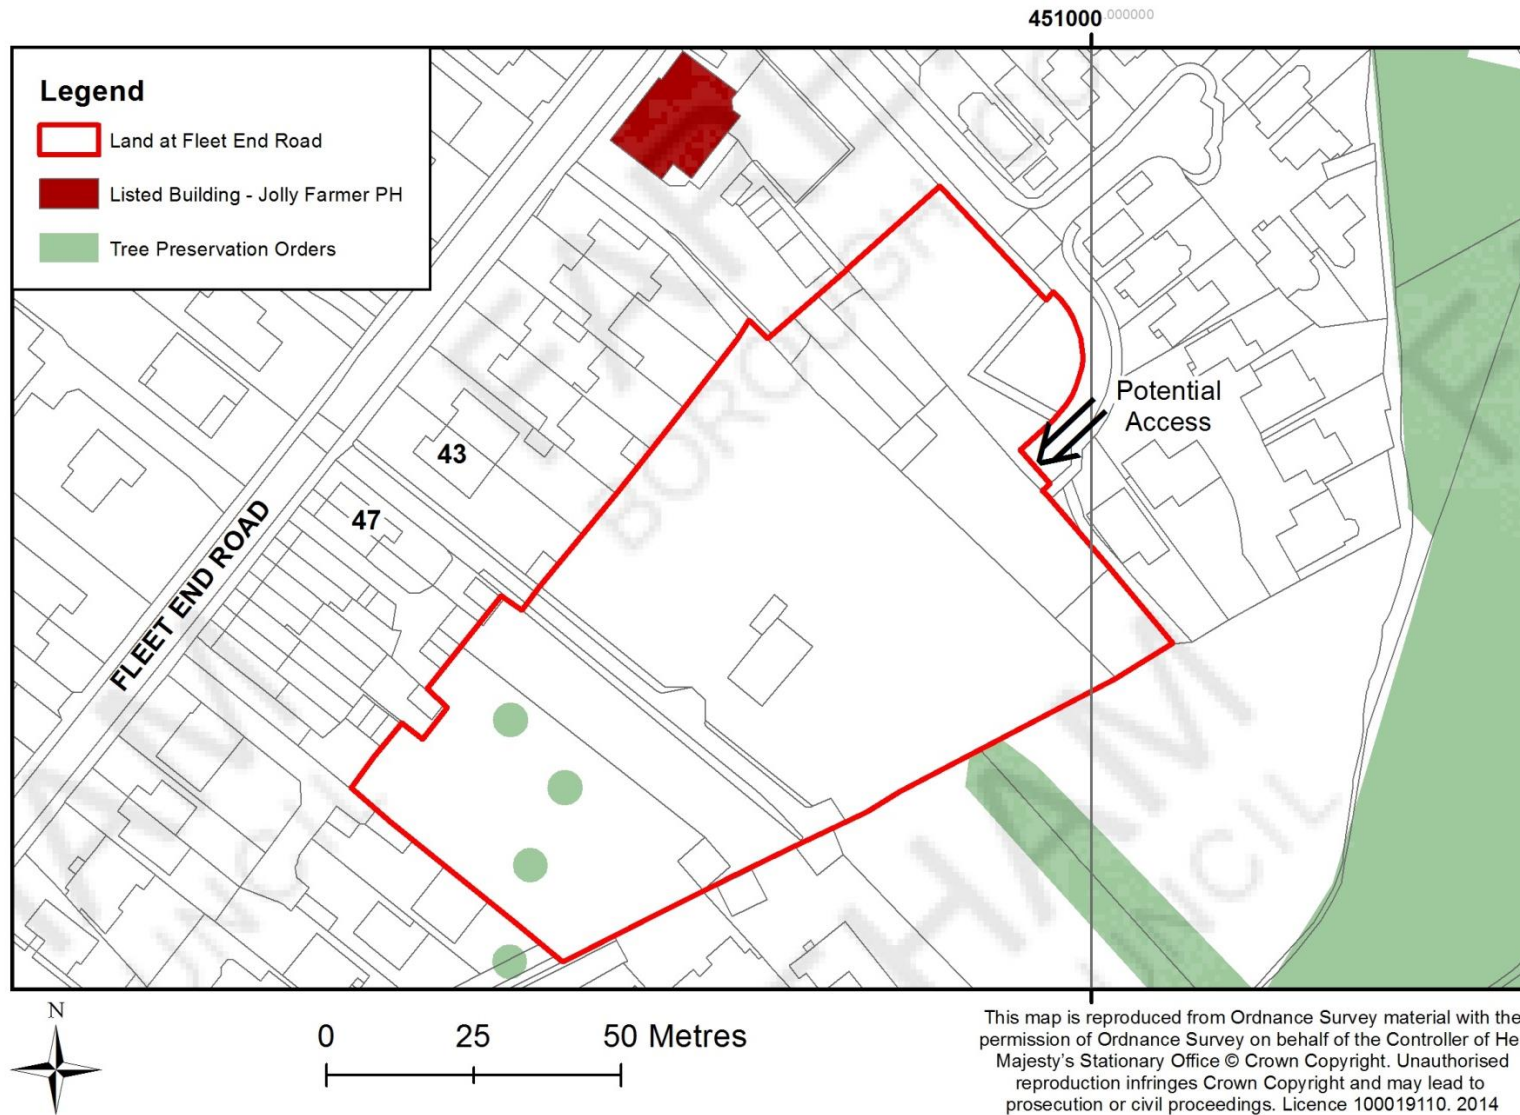 451000.000000
Legend
Land at Fleet End Road
Listed Building - Jolly Farmer PH
Tree Preservation Orders
Potential
Access
43
47
FLEET END ROAD
FAREHAM
BOROUGH
COUNCIL
N
0 25 50 Metres
This map is reproduced from Ordnance Survey material with the
permission of Ordnance Survey on behalf of the Controller of He
Majesty's Stationary Office © Crown Copyright. Unauthorised
reproduction infringes Crown Copyright and may lead to
prosecution or civil proceedings. Licence 100019110. 2014